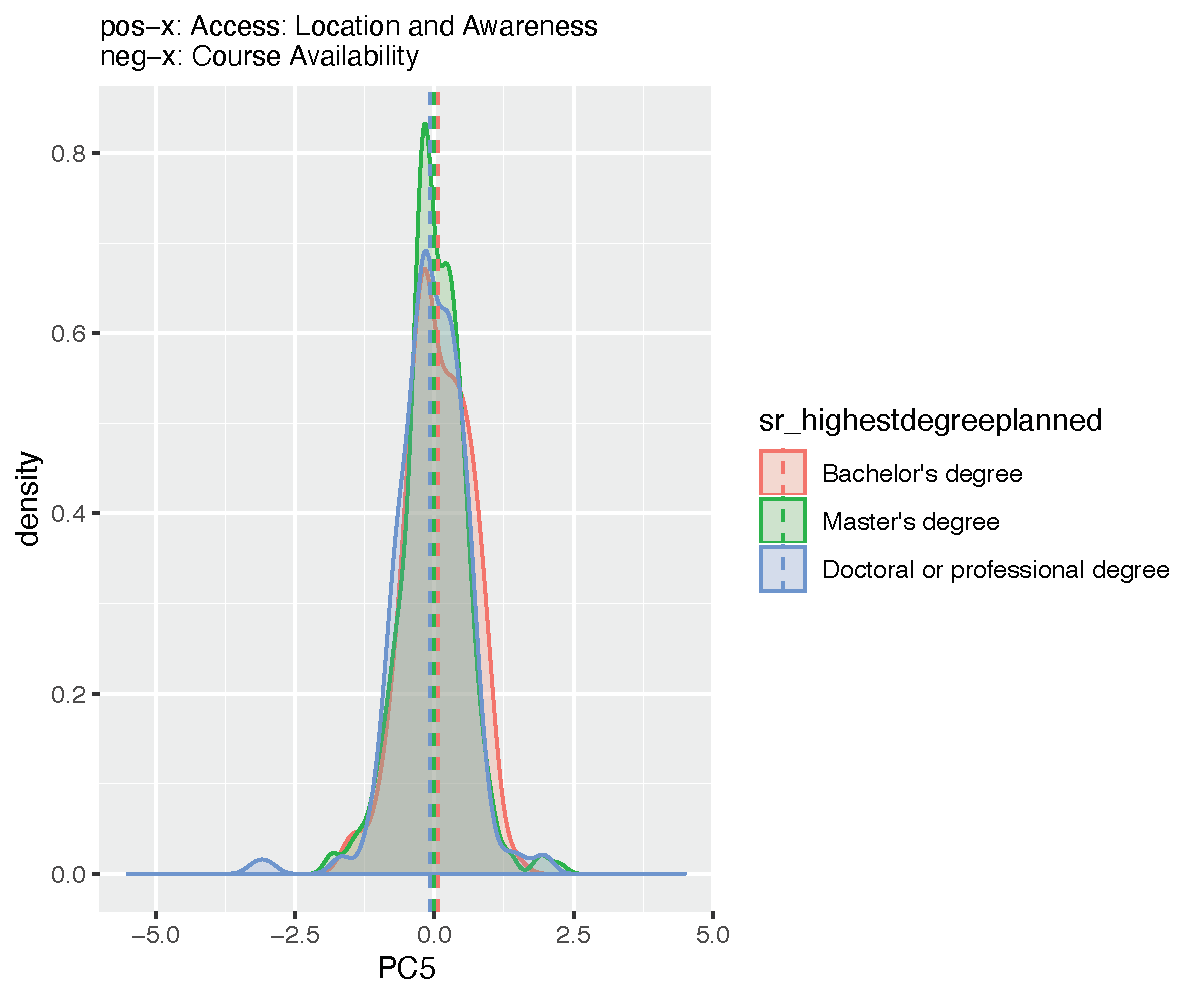 pos−x: Access: Location and Awareness
neg−x: Course Availability
0.8
0.6
0.4
0.2
0.0
density
−5.0
−2.5
0.0
2.5
5.0
PC5
sr_highestdegreeplanned
Bachelor's degree
Master's degree
Doctoral or professional degree